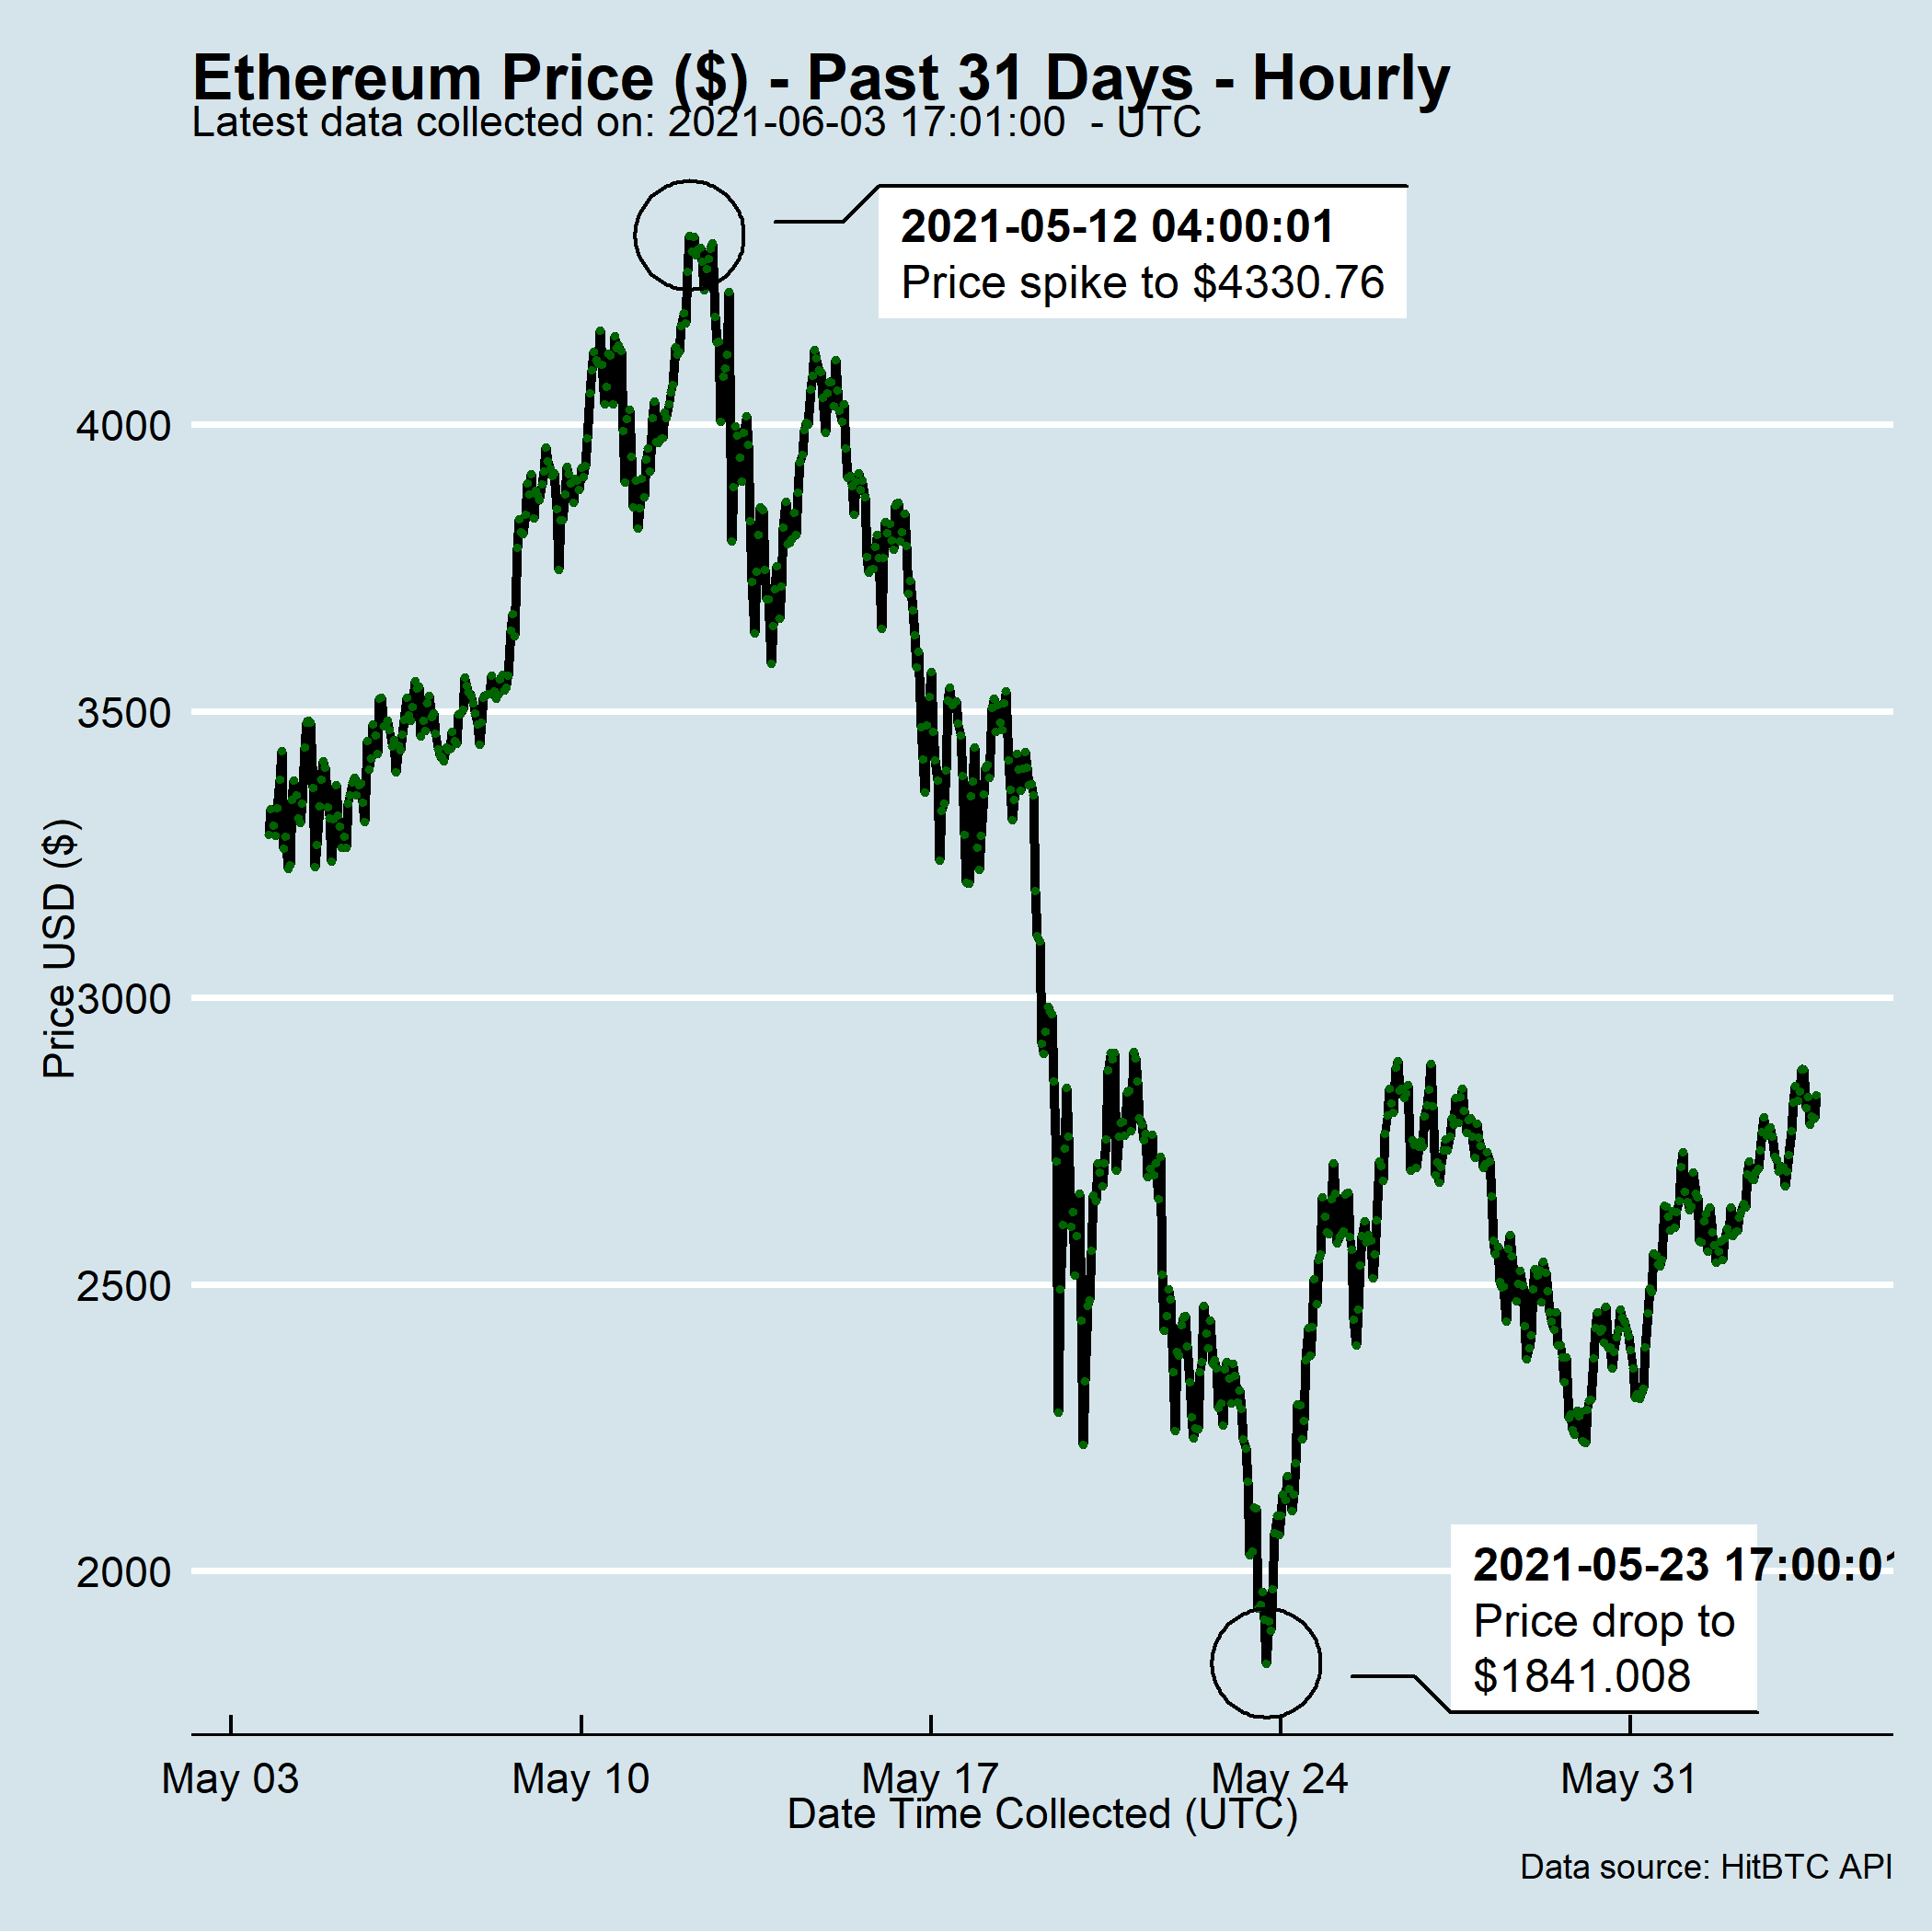 Ethereum Price ($) - Past 31 Days - Hourly
Latest data collected on: 2021-06-03 17:01:00  - UTC
2021-05-12 04:00:01
Price spike to $4330.76
4000
3500
3000
2500
2000
Price USD ($)
2021-05-23 17:00:01
Price drop to
$1841.008
May 03
May 10
May 17
May 24
May 31
Date Time Collected (UTC)
Data source: HitBTC API